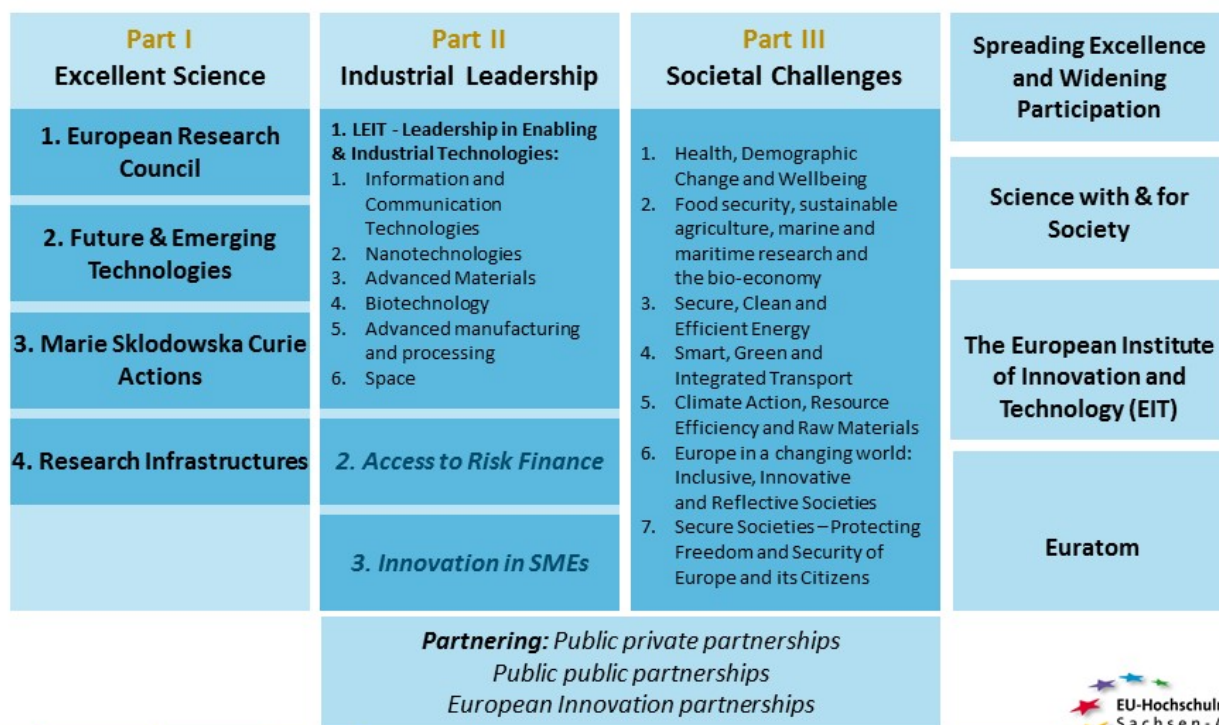 Part I
Excellent Science
1. European Research
Council
2. Future & Emerging
Technologies
3. Marie Sklodowska Curie
Actions
4. Research Infrastructures
Part II
Industrial Leadership
1. LEIT - Leadership in Enabling
& Industrial Technologies:
1. Information and
Communication
Technologies
2. Nanotechnologies
3. Advanced Materials
4. Biotechnology
5. Advanced manufacturing
and processing
6. Space
2. Access to Risk Finance
3. Innovation in SMEs
Part III
Societal Challenges
1. Health, Demographic
Change and Wellbeing
2. Food security, sustainable
agriculture, marine and
maritime research and
the bio-economy
3. Secure, Clean and
Efficient Energy
4. Smart, Green and
Integrated Transport
5. Climate Action, Resource
Efficiency and Raw Materials
6. Europe in a changing world:
Inclusive, Innovative
and Reflective Societies
7. Secure Societies – Protecting
Freedom and Security of
Europe and its Citizens
Spreading Excellence
and Widening
Participation
Science with & for
Society
The European Institute
of Innovation and
Technology (EIT)
Euratom
Partnering: Public private partnerships
Public public partnerships
European Innovation partnerships